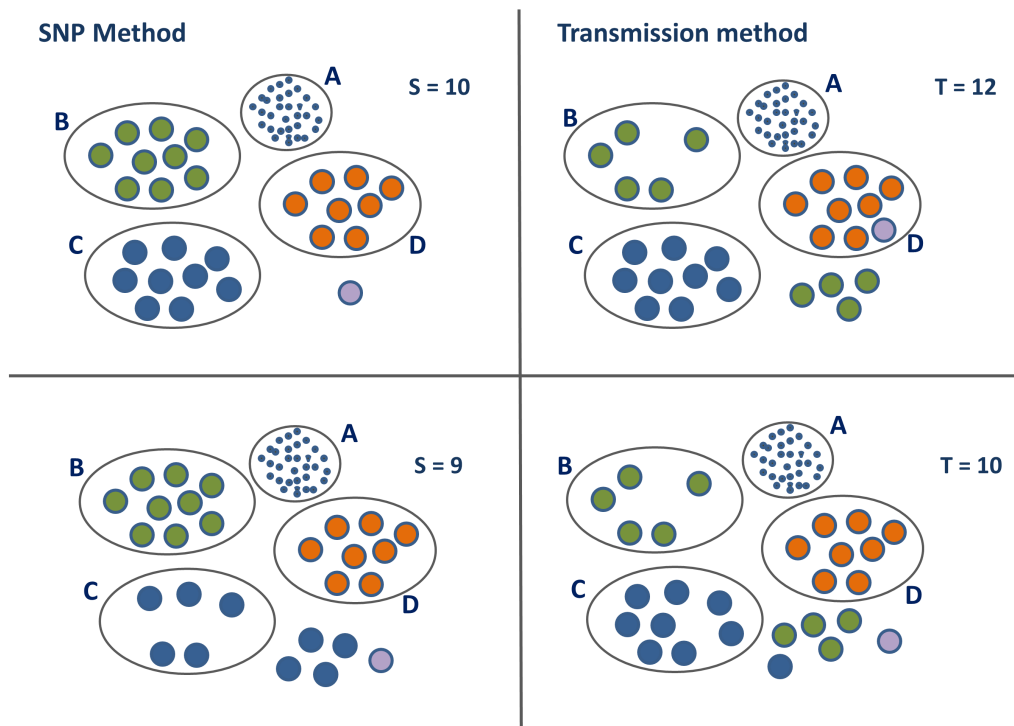 SNP Method
A
S = 10
B
C
D
Transmission method
A
T = 12
B
C
D
A
S = 9
B
C
D
A
T = 10
B
C
D